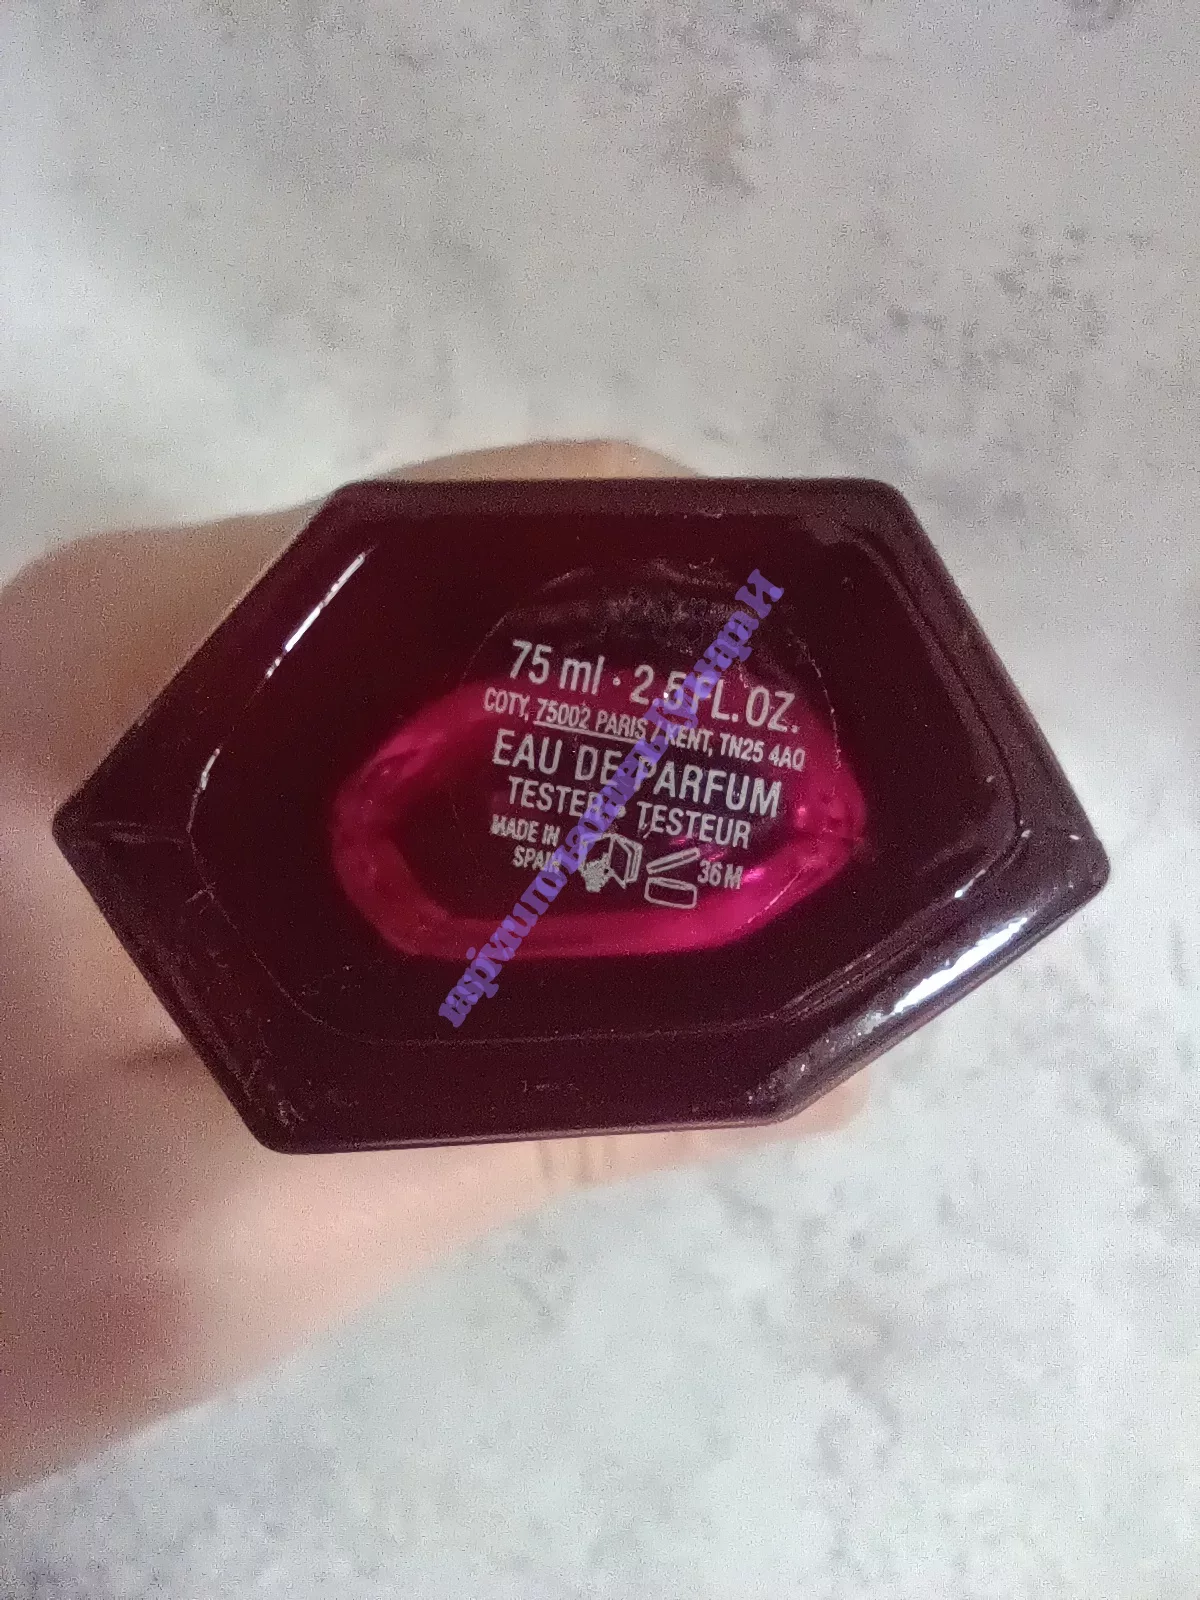 75 ml · 2.5 FL. OZ.
COTY, 75002 PARIS / KENT, TN25 4AQ
EAU DE PARFUM
TESTER • TESTEUR
MADE IN
SPAIN
36 M